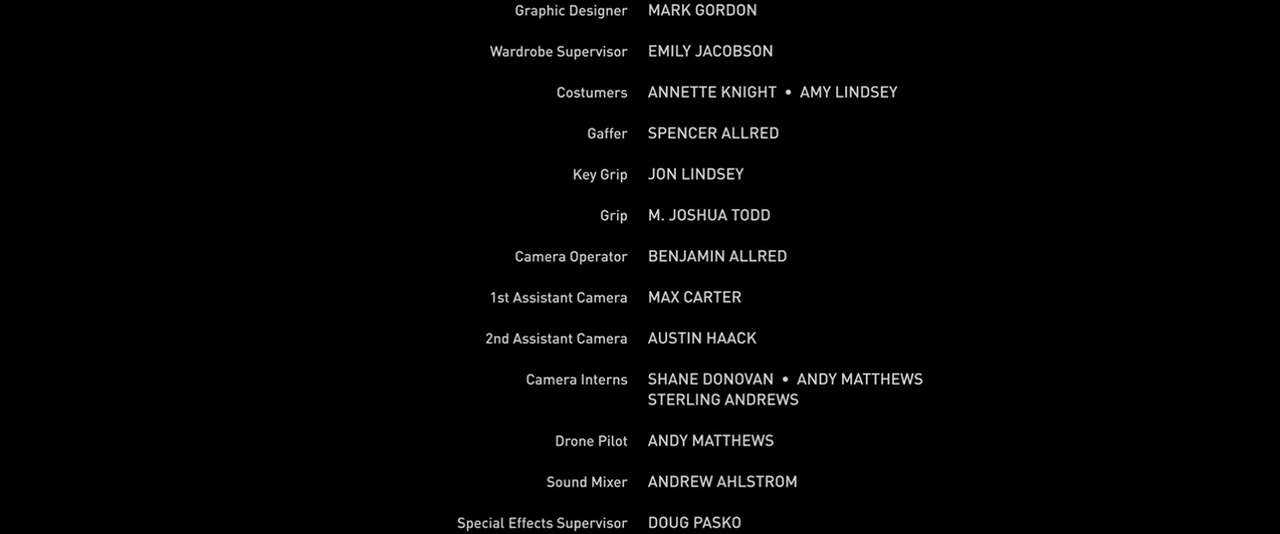 Graphic Designer MARK GORDON
Wardrobe Supervisor EMILY JACOBSON
Costumers ANNETTE KNIGHT • AMY LINDSEY
Gaffer SPENCER ALLRED
Key Grip JON LINDSEY
Grip M. JOSHUA TODD
Camera Operator BENJAMIN ALLRED
1st Assistant Camera MAX CARTER
2nd Assistant Camera AUSTIN HAACK
Camera Interns SHANE DONOVAN • ANDY MATTHEWS
STERLING ANDREWS
Drone Pilot ANDY MATTHEWS
Sound Mixer ANDREW AHLSTROM
Special Effects Supervisor DOUG PASKO